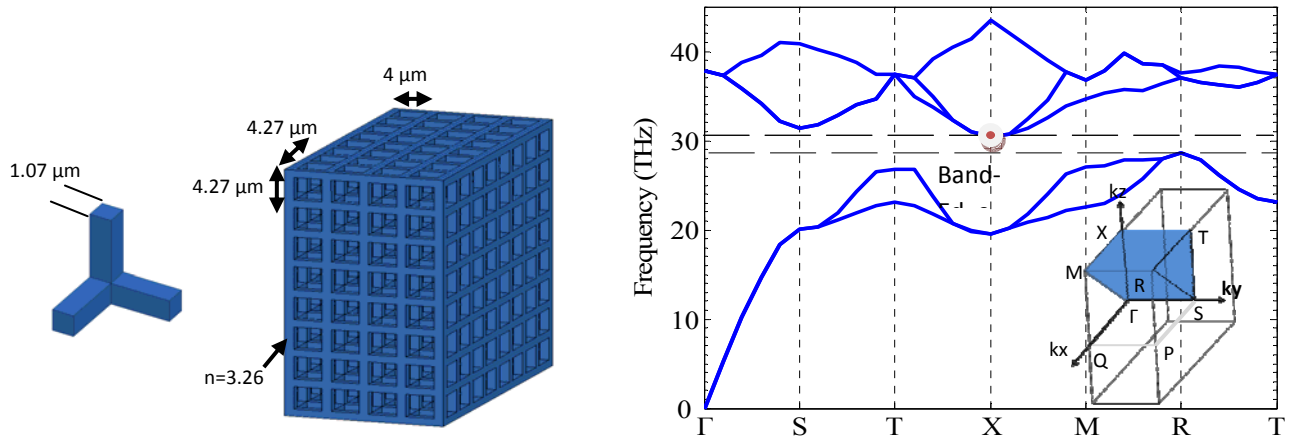 1.07 μm
4 μm
4.27 μm
4.27 μm
n=3.26
Frequency (THz)
40
30
20
10
0
Γ S T X M R T
Band-
kz
X
T
M
R
ky
Γ
S
kx
Q
P